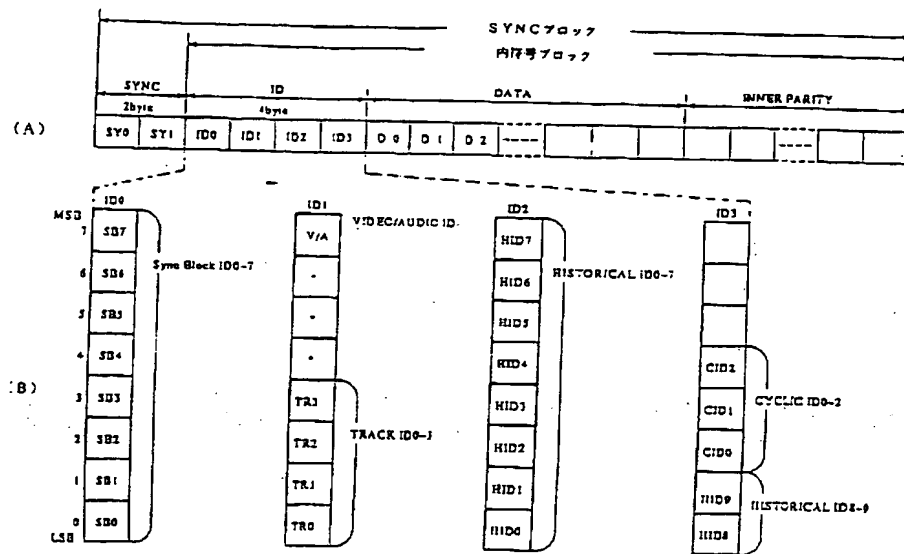 SYNCブロック
内符号ブロック
SYNC
ID
DATA
INNER PARITY
2byte
4byte
(A)
SY0 SY1 ID0 ID1 ID2 ID3 D0 D1 D2
ID0
ID1
ID2
ID3
MSB
VIDEO/AUDIO ID
7 SB7 V/A HID7
Sync Block ID0-7
HISTORICAL ID0-7
6 SB6 * HID6
5 SB5 * HID5
4 SB4 * HID4 CID2
(B)
3 SB3 TR3 HID3 CID1
TRACK ID0-3
CYCLIC ID0-2
2 SB2 TR2 HID2 CID0
1 SB1 TR1 HID1 HID9
HISTORICAL ID8-9
0 SB0 TR0 HID0 HID8
LSB